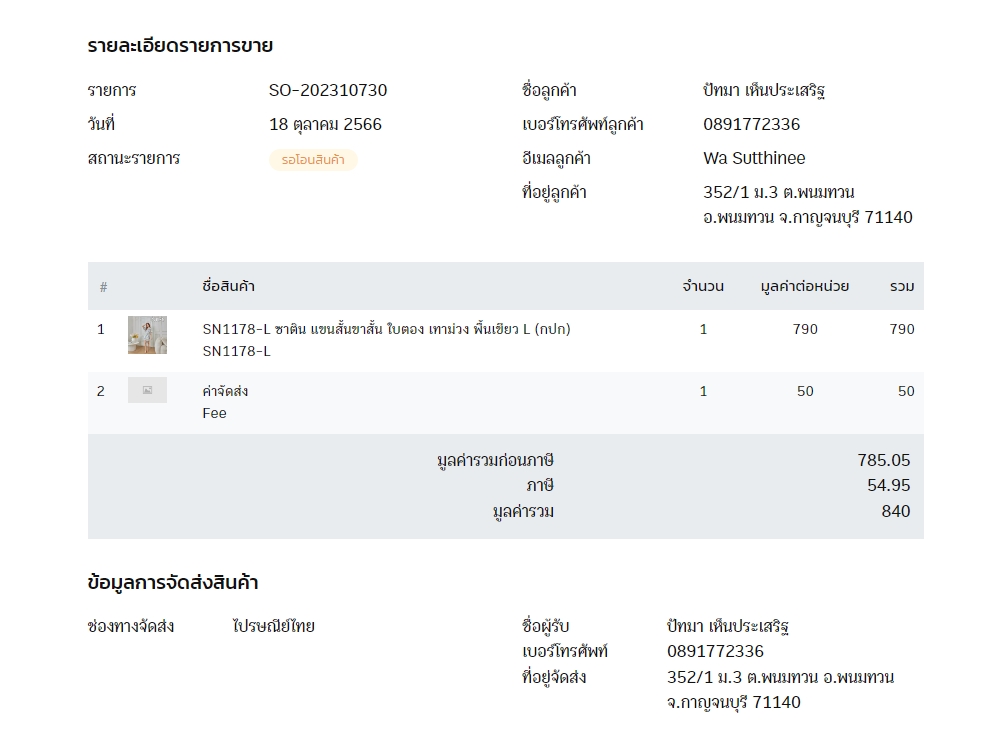 รายละเอียดรายการขาย
รายการ SO-202310730
วันที่ 18 ตุลาคม 2566
สถานะรายการ รอโอนสินค้า
ชื่อลูกค้า ปัทมา เห็นประเสริฐ
เบอร์โทรศัพท์ลูกค้า 0891772336
อีเมลลูกค้า Wa Sutthinee
ที่อยู่ลูกค้า 352/1 ม.3 ต.พนมทวน
อ.พนมทวน จ.กาญจนบุรี 71140
# ชื่อสินค้า จำนวน มูลค่าต่อหน่วย รวม
1 SN1178-L ซาติน แขนสั้นขาสั้น ใบตอง เทาม่วง พื้นเขียว L (กปก) 1 790 790
SN1178-L
2 ค่าจัดส่ง 1 50 50
Fee
มูลค่ารวมก่อนภาษี 785.05
ภาษี 54.95
มูลค่ารวม 840
ข้อมูลการจัดส่งสินค้า
ช่องทางจัดส่ง ไปรษณีย์ไทย
ชื่อผู้รับ ปัทมา เห็นประเสริฐ
เบอร์โทรศัพท์ 0891772336
ที่อยู่จัดส่ง 352/1 ม.3 ต.พนมทวน อ.พนมทวน
จ.กาญจนบุรี 71140